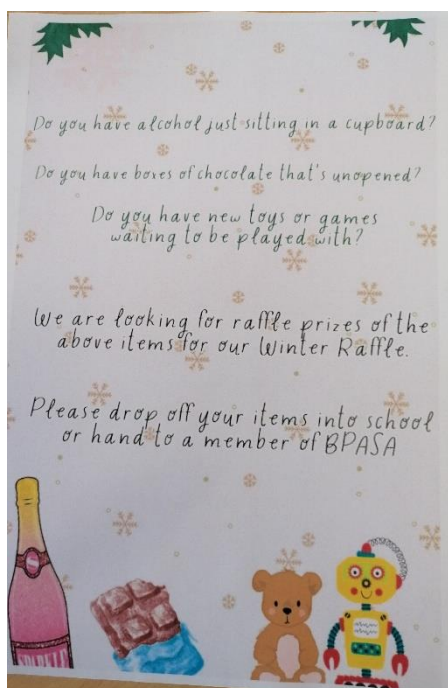 Do you have alcohol just sitting in a cupboard?
Do you have boxes of chocolate that's unopened?
Do you have new toys or games
waiting to be played with?
We are looking for raffle prizes of the
above items for our Winter Raffle.
Please drop off your items into school
or hand to a member of BPASA